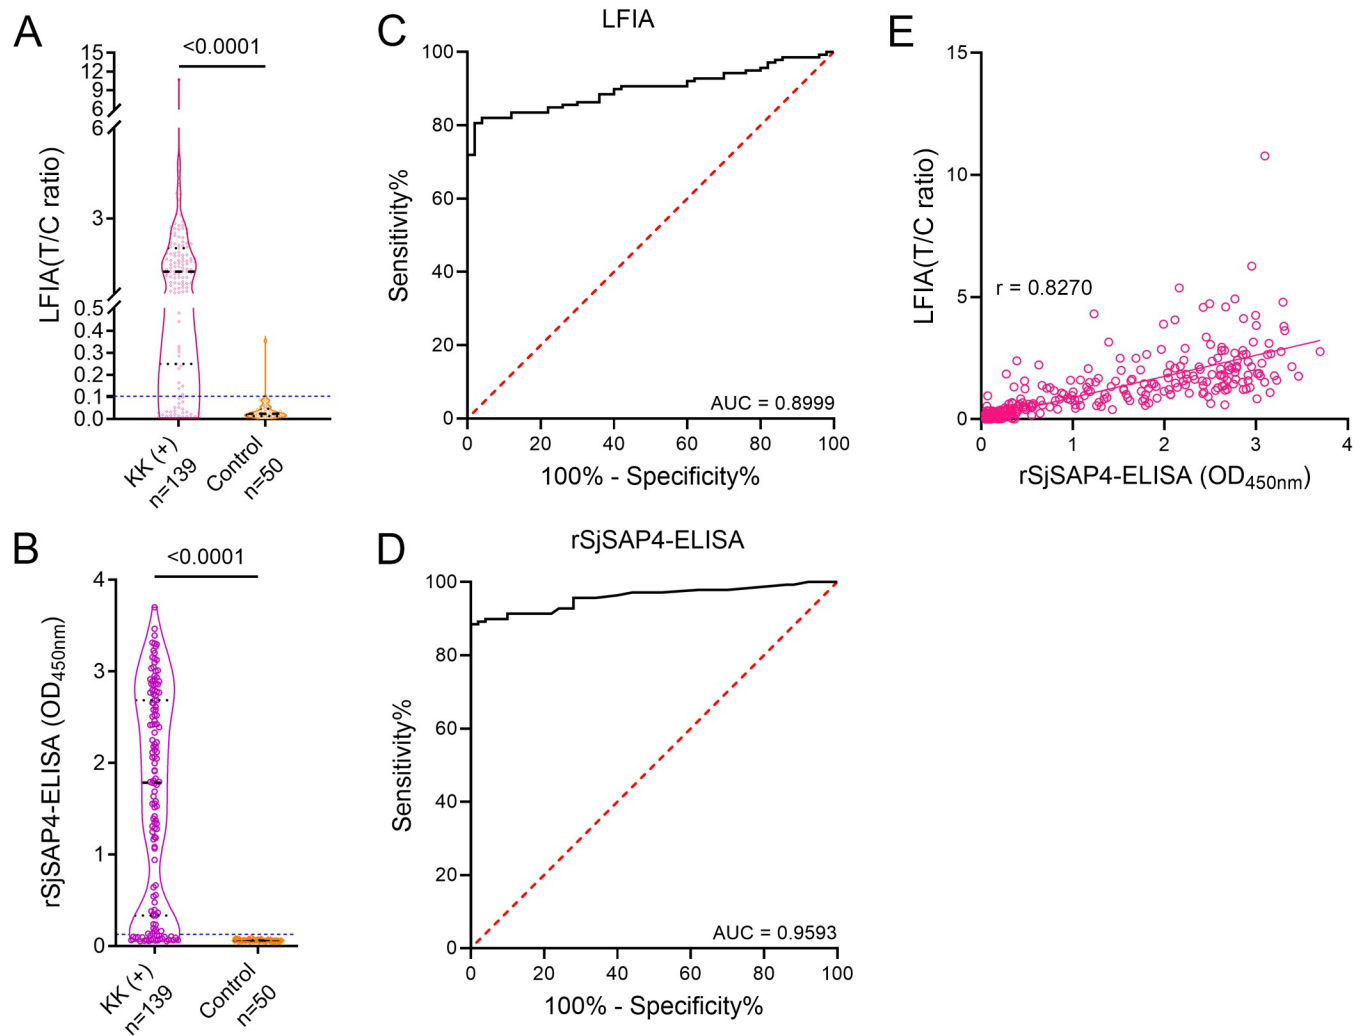 A
<0.0001
15
12
9
6
6
3
0.5
0.4
0.3
0.2
0.1
0.0
LFIA(T/C ratio)
KK (+)
n=139
Control
n=50
B
<0.0001
4
3
2
1
0
rSjSAP4-ELISA (OD450nm)
KK (+)
n=139
Control
n=50
C
LFIA
100
80
60
40
20
0
Sensitivity%
AUC = 0.8999
0 20 40 60 80 100
100% - Specificity%
D
rSjSAP4-ELISA
100
80
60
40
20
0
Sensitivity%
AUC = 0.9593
0 20 40 60 80 100
100% - Specificity%
E
15
10
5
0
LFIA(T/C ratio)
r = 0.8270
0 1 2 3 4
rSjSAP4-ELISA (OD450nm)